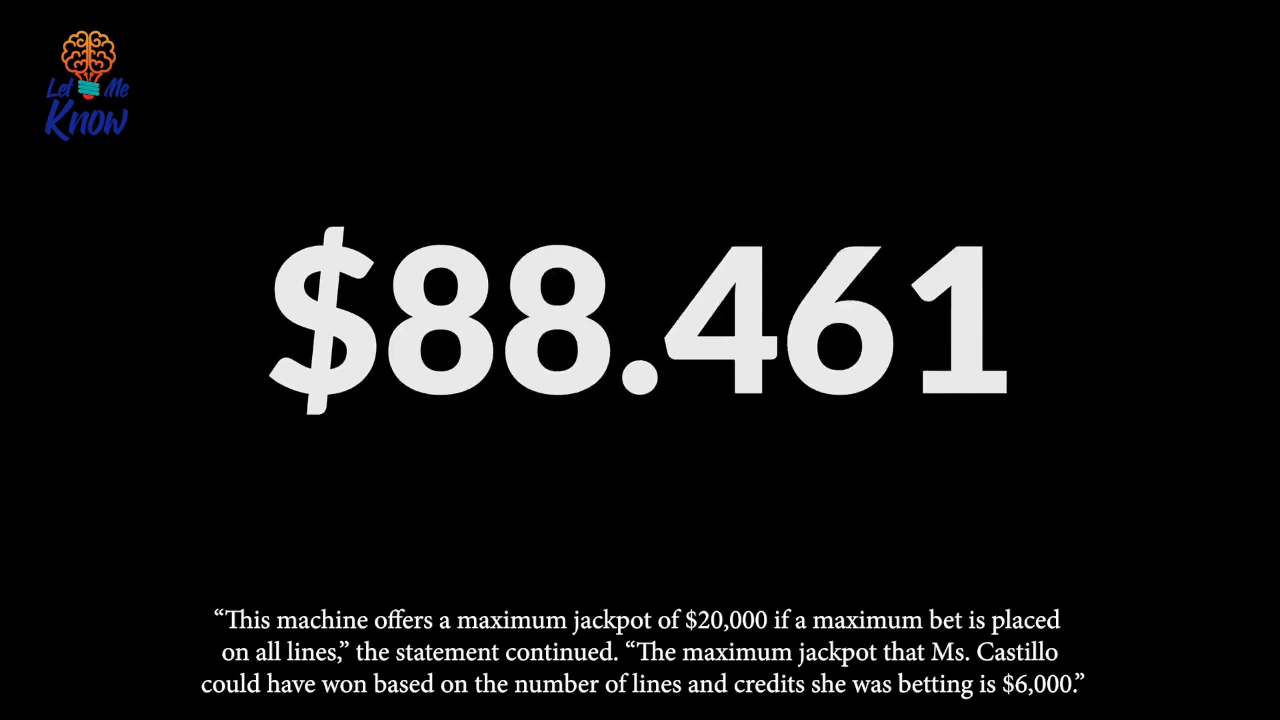 Let Me
Know
$88.461
“This machine offers a maximum jackpot of $20,000 if a maximum bet is placed
on all lines,” the statement continued. “The maximum jackpot that Ms. Castillo
could have won based on the number of lines and credits she was betting is $6,000.”